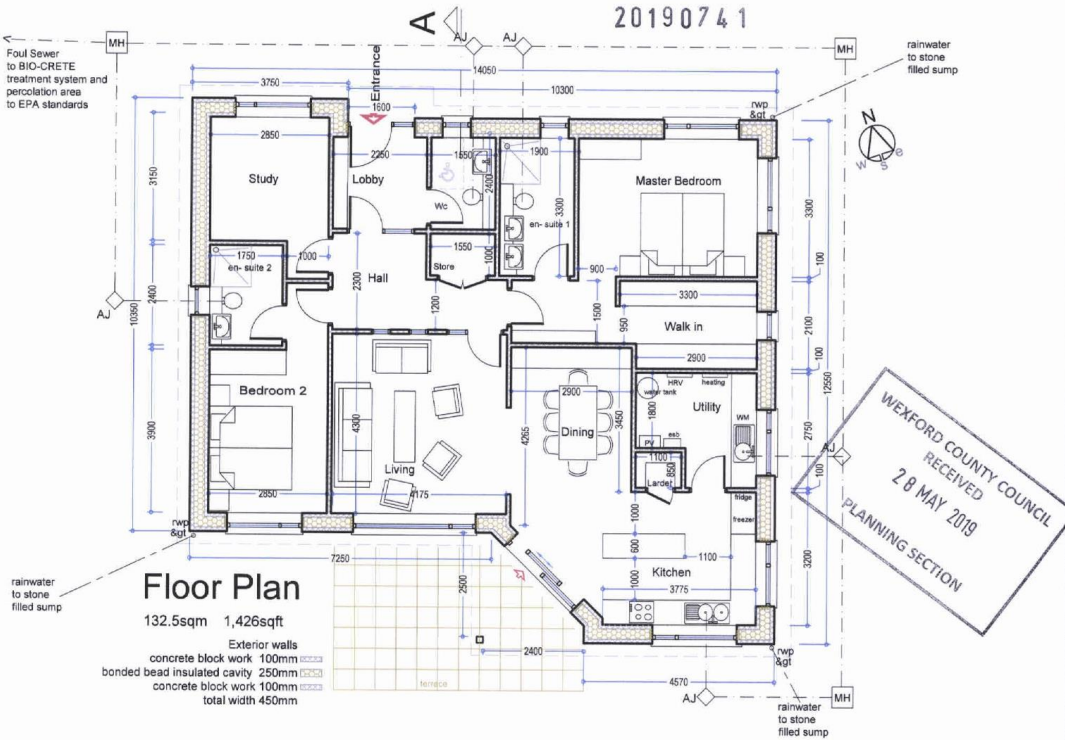 20190741
A
AJ
AJ
MH
MH
Foul Sewer
to BIO-CRETE
treatment system and
percolation area
to EPA standards
rainwater
to stone
filled sump
14050
3750
10300
Entrance
1600
rwp
&gt
N
w s e
2850
2250
1550
1900
3150
Study
Lobby
2400
Wc
3300
en- suite 1
Master Bedroom
3300
1750
1000
en- suite 2
1550
1000
Store
Hall
2300
900
100
2400
10350
AJ
1200
1500
3300
950
Walk in
2100
2900
100
12550
Bedroom 2
2900
HRV
heating
water tank
1800
Utility
WM
2750
3900
4300
4265
Dining
3450
PV
esb
1100
850
Larder
AJ
100
Living
2850
4175
fridge
freezer
1000
600
1100
1000
Kitchen
3775
3200
rwp
&gt
7250
2500
rainwater
to stone
filled sump
Floor Plan
132.5sqm 1,426sqft
Exterior walls
concrete block work 100mm
bonded bead insulated cavity 250mm
concrete block work 100mm
total width 450mm
terrace
2400
4570
rwp
&gt
AJ
MH
rainwater
to stone
filled sump
WEXFORD COUNTY COUNCIL
RECEIVED
28 MAY 2019
PLANNING SECTION